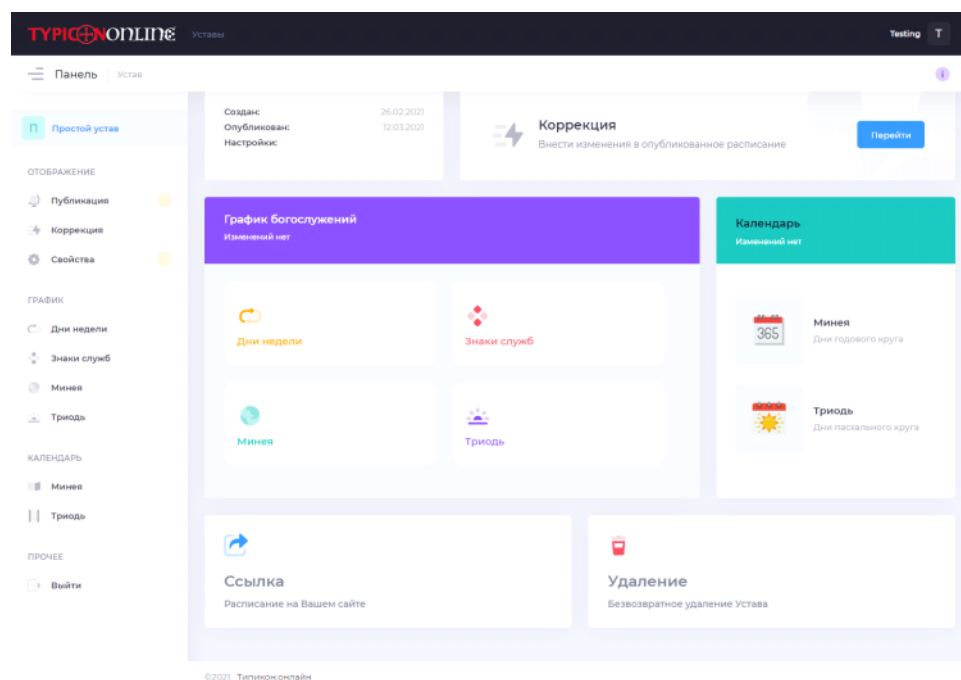 TYPICONONLINE Уставы Testing T
Панель Устав i
П Простой устав
ОТОБРАЖЕНИЕ
Публикация
Коррекция
Свойства
ГРАФИК
Дни недели
Знаки служб
Минея
Триодь
КАЛЕНДАРЬ
Минея
Триодь
ПРОЧЕЕ
Выйти
Создан: 26.02.2021
Опубликован: 12.03.2021
Настройки:
Коррекция
Внести изменения в опубликованное расписание
Перейти
График богослужений
Изменений нет
Дни недели
Знаки служб
Минея
Триодь
Календарь
Изменений нет
365
Минея
Дни годового круга
Триодь
Дни пасхального круга
Ссылка
Расписание на Вашем сайте
Удаление
Безвозвратное удаление Устава
©2021 Типикон.онлайн